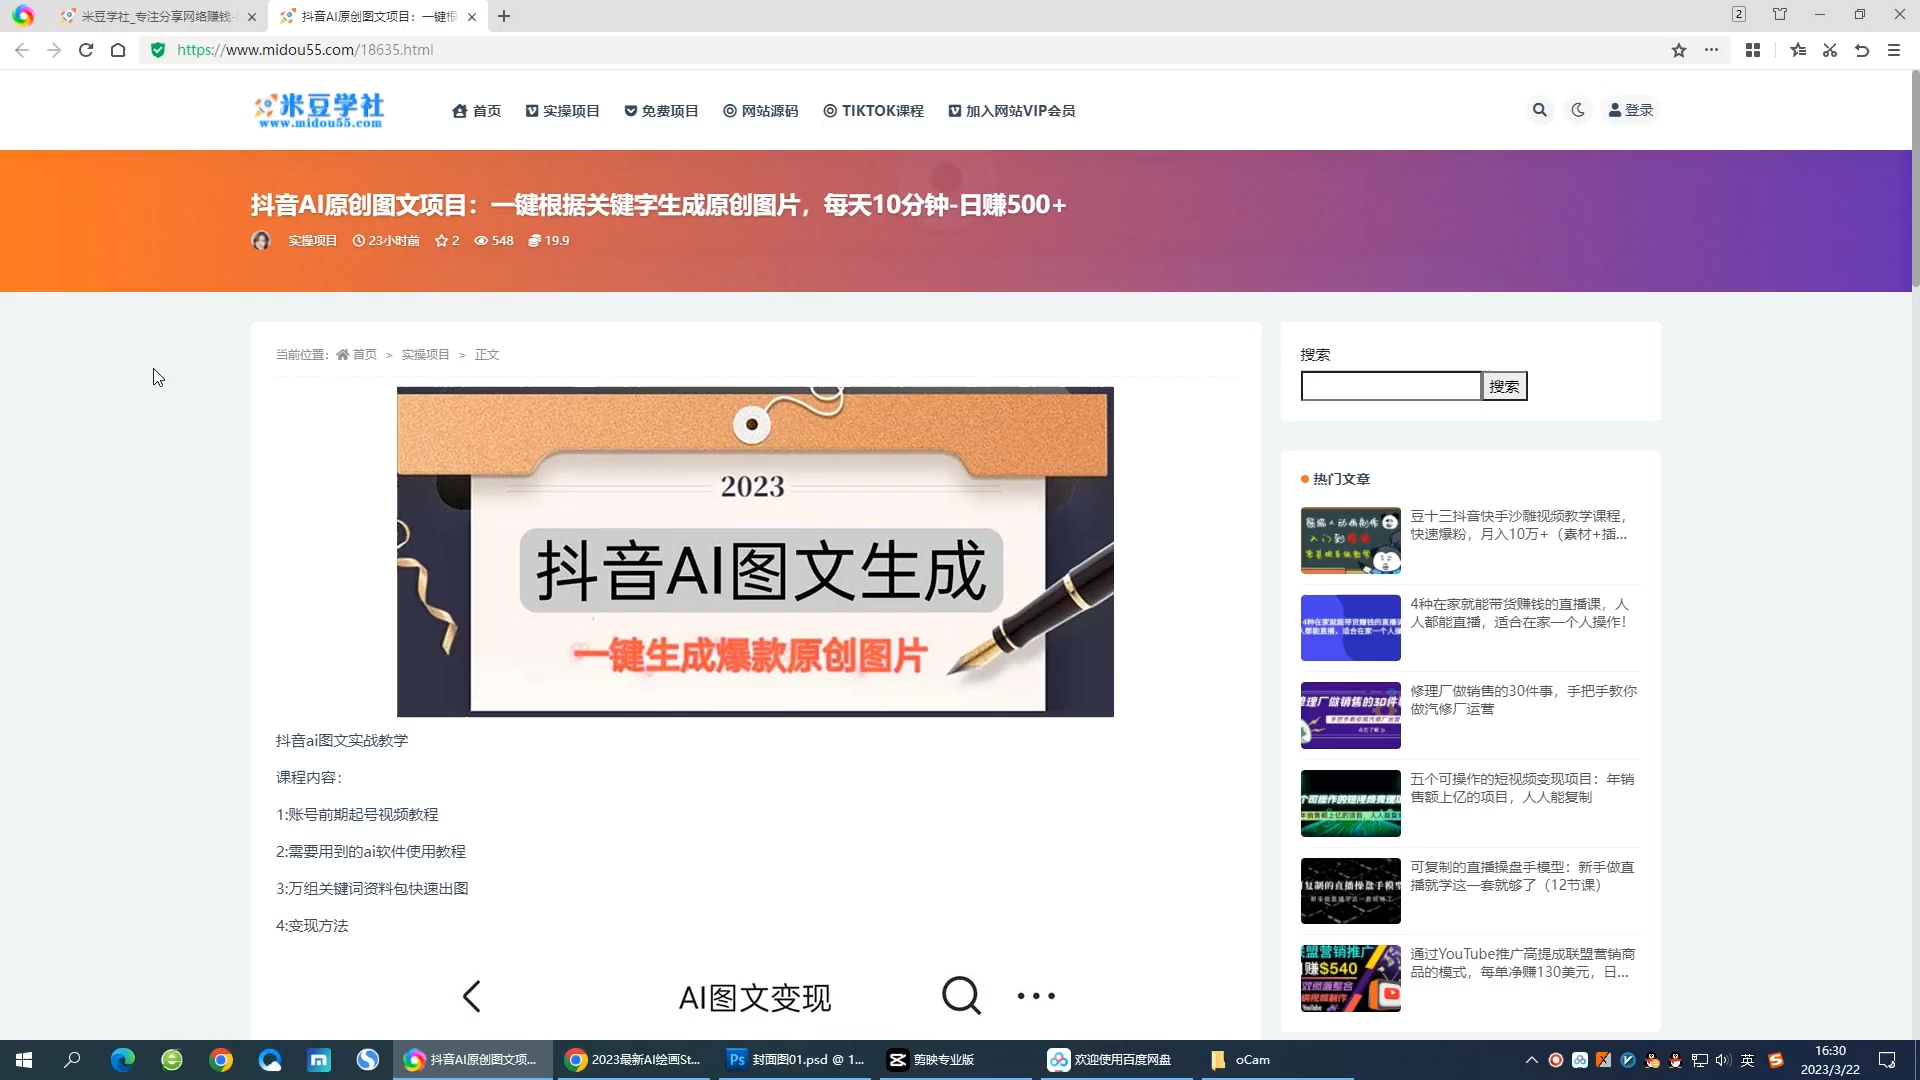 米豆学社_专注分享网络赚钱-
抖音AI原创图文项目：一键根
2
https://www.midou55.com/18635.html
米豆学社
www.midou55.com
首页
实操项目
免费项目
网站源码
TIKTOK课程
加入网站VIP会员
登录
抖音AI原创图文项目：一键根据关键字生成原创图片，每天10分钟-日赚500+
实操项目 23小时前 2 548 19.9
当前位置：首页 > 实操项目 > 正文
2023
抖音AI图文生成
一键生成爆款原创图片
抖音ai图文实战教学
课程内容：
1:账号前期起号视频教程
2:需要用到的ai软件使用教程
3:万组关键词资料包快速出图
4:变现方法
AI图文变现
搜索
搜索
热门文章
豆十三抖音快手沙雕视频教学课程，
快速爆粉，月入10万+（素材+插...
4种在家就能带货赚钱的直播课，人
人都能直播，适合在家一个人操作！
修理厂做销售的30件事，手把手教你
做汽修厂运营
五个可操作的短视频变现项目：年销
售额上亿的项目，人人能复制
可复制的直播操盘手模型：新手做直
播就学这一套就够了（12节课）
通过YouTube推广高提成联盟营销商
品的模式，每单净赚130美元，日...
抖音AI原创图文项...
2023最新AI绘画St...
封面图01.psd @ 1...
剪映专业版
欢迎使用百度网盘
oCam
英
16:30
2023/3/22